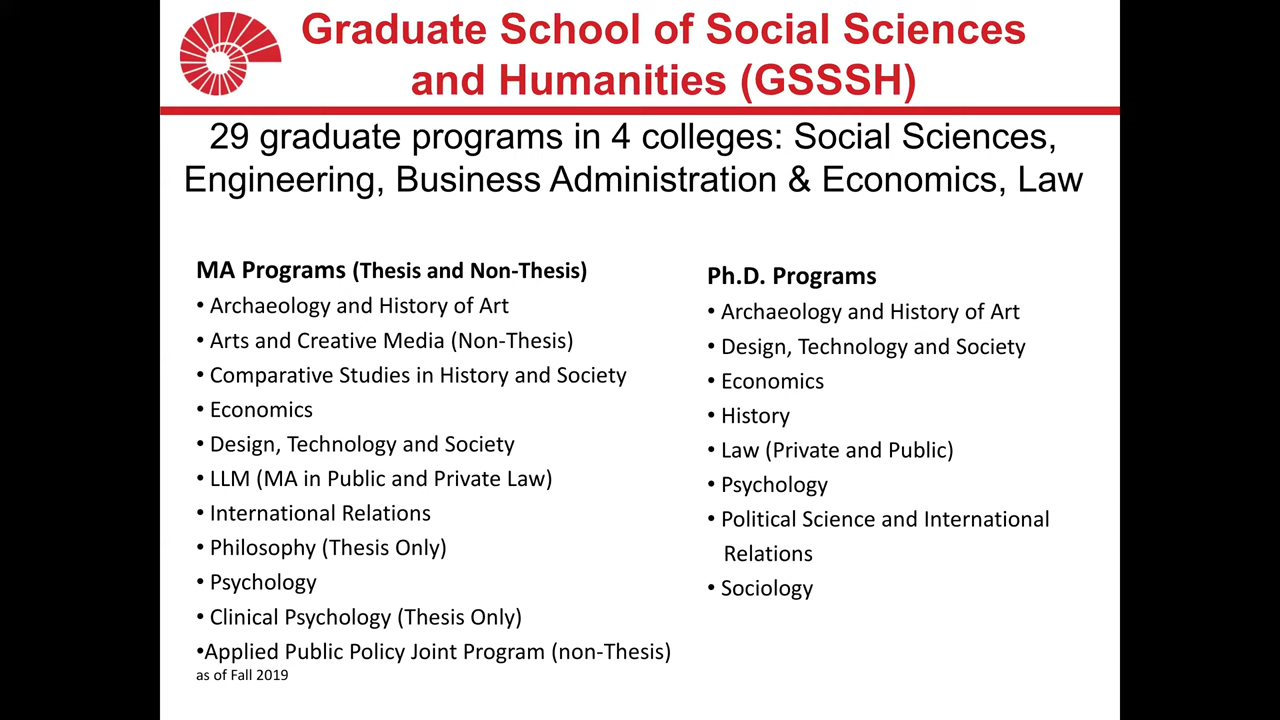 Graduate School of Social Sciences
and Humanities (GSSSH)
29 graduate programs in 4 colleges: Social Sciences,
Engineering, Business Administration & Economics, Law
MA Programs (Thesis and Non-Thesis)
• Archaeology and History of Art
• Arts and Creative Media (Non-Thesis)
• Comparative Studies in History and Society
• Economics
• Design, Technology and Society
• LLM (MA in Public and Private Law)
• International Relations
• Philosophy (Thesis Only)
• Psychology
• Clinical Psychology (Thesis Only)
•Applied Public Policy Joint Program (non-Thesis)
as of Fall 2019
Ph.D. Programs
• Archaeology and History of Art
• Design, Technology and Society
• Economics
• History
• Law (Private and Public)
• Psychology
• Political Science and International
Relations
• Sociology